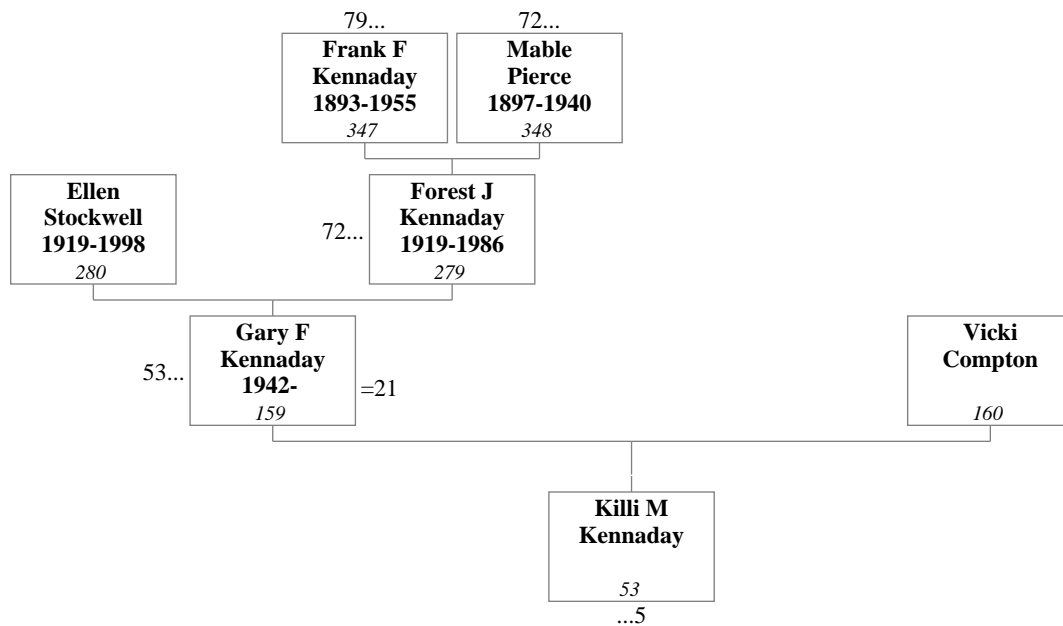 79...
Frank F
Kennaday
1893-1955
347
72...
Mable
Pierce
1897-1940
348
Ellen
Stockwell
1919-1998
280
72...
Forest J
Kennaday
1919-1986
279
53...
Gary F
Kennaday
1942-
159
=21
Vicki
Compton
160
Killi M
Kennaday
53
...5